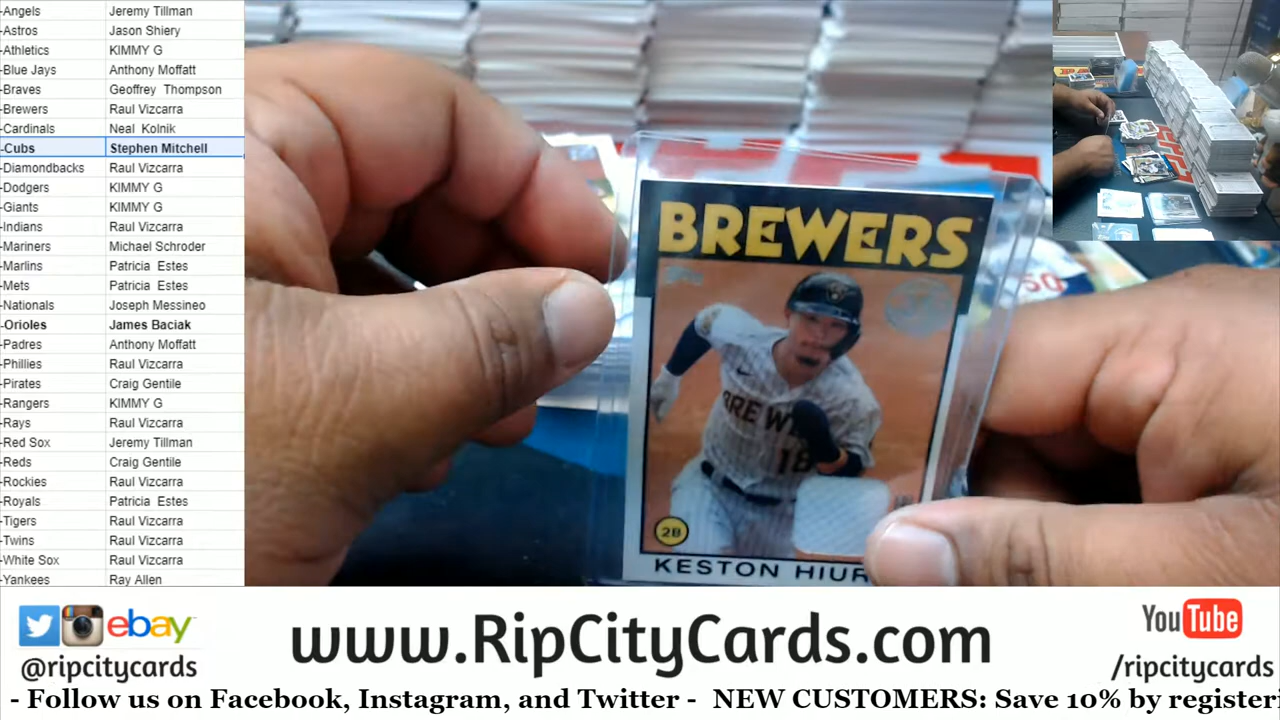 -Angels Jeremy Tillman
-Astros Jason Shiery
-Athletics KIMMY G
-Blue Jays Anthony Moffatt
-Braves Geoffrey Thompson
-Brewers Raul Vizcarra
-Cardinals Neal Kolnik
-Cubs Stephen Mitchell
-Diamondbacks Raul Vizcarra
-Dodgers KIMMY G
-Giants KIMMY G
-Indians Raul Vizcarra
-Mariners Michael Schroder
-Marlins Patricia Estes
-Mets Patricia Estes
-Nationals Joseph Messineo
-Orioles James Baciak
-Padres Anthony Moffatt
-Phillies Raul Vizcarra
-Pirates Craig Gentile
-Rangers KIMMY G
-Rays Raul Vizcarra
-Red Sox Jeremy Tillman
-Reds Craig Gentile
-Rockies Raul Vizcarra
-Royals Patricia Estes
-Tigers Raul Vizcarra
-Twins Raul Vizcarra
-White Sox Raul Vizcarra
-Yankees Ray Allen
BREWERS
Topps
BREW
18
2B
KESTON HIUR
50
ebay
@ripcitycards
www.RipCityCards.com
YouTube
/ripcitycards
- Follow us on Facebook, Instagram, and Twitter - NEW CUSTOMERS: Save 10% by registeri